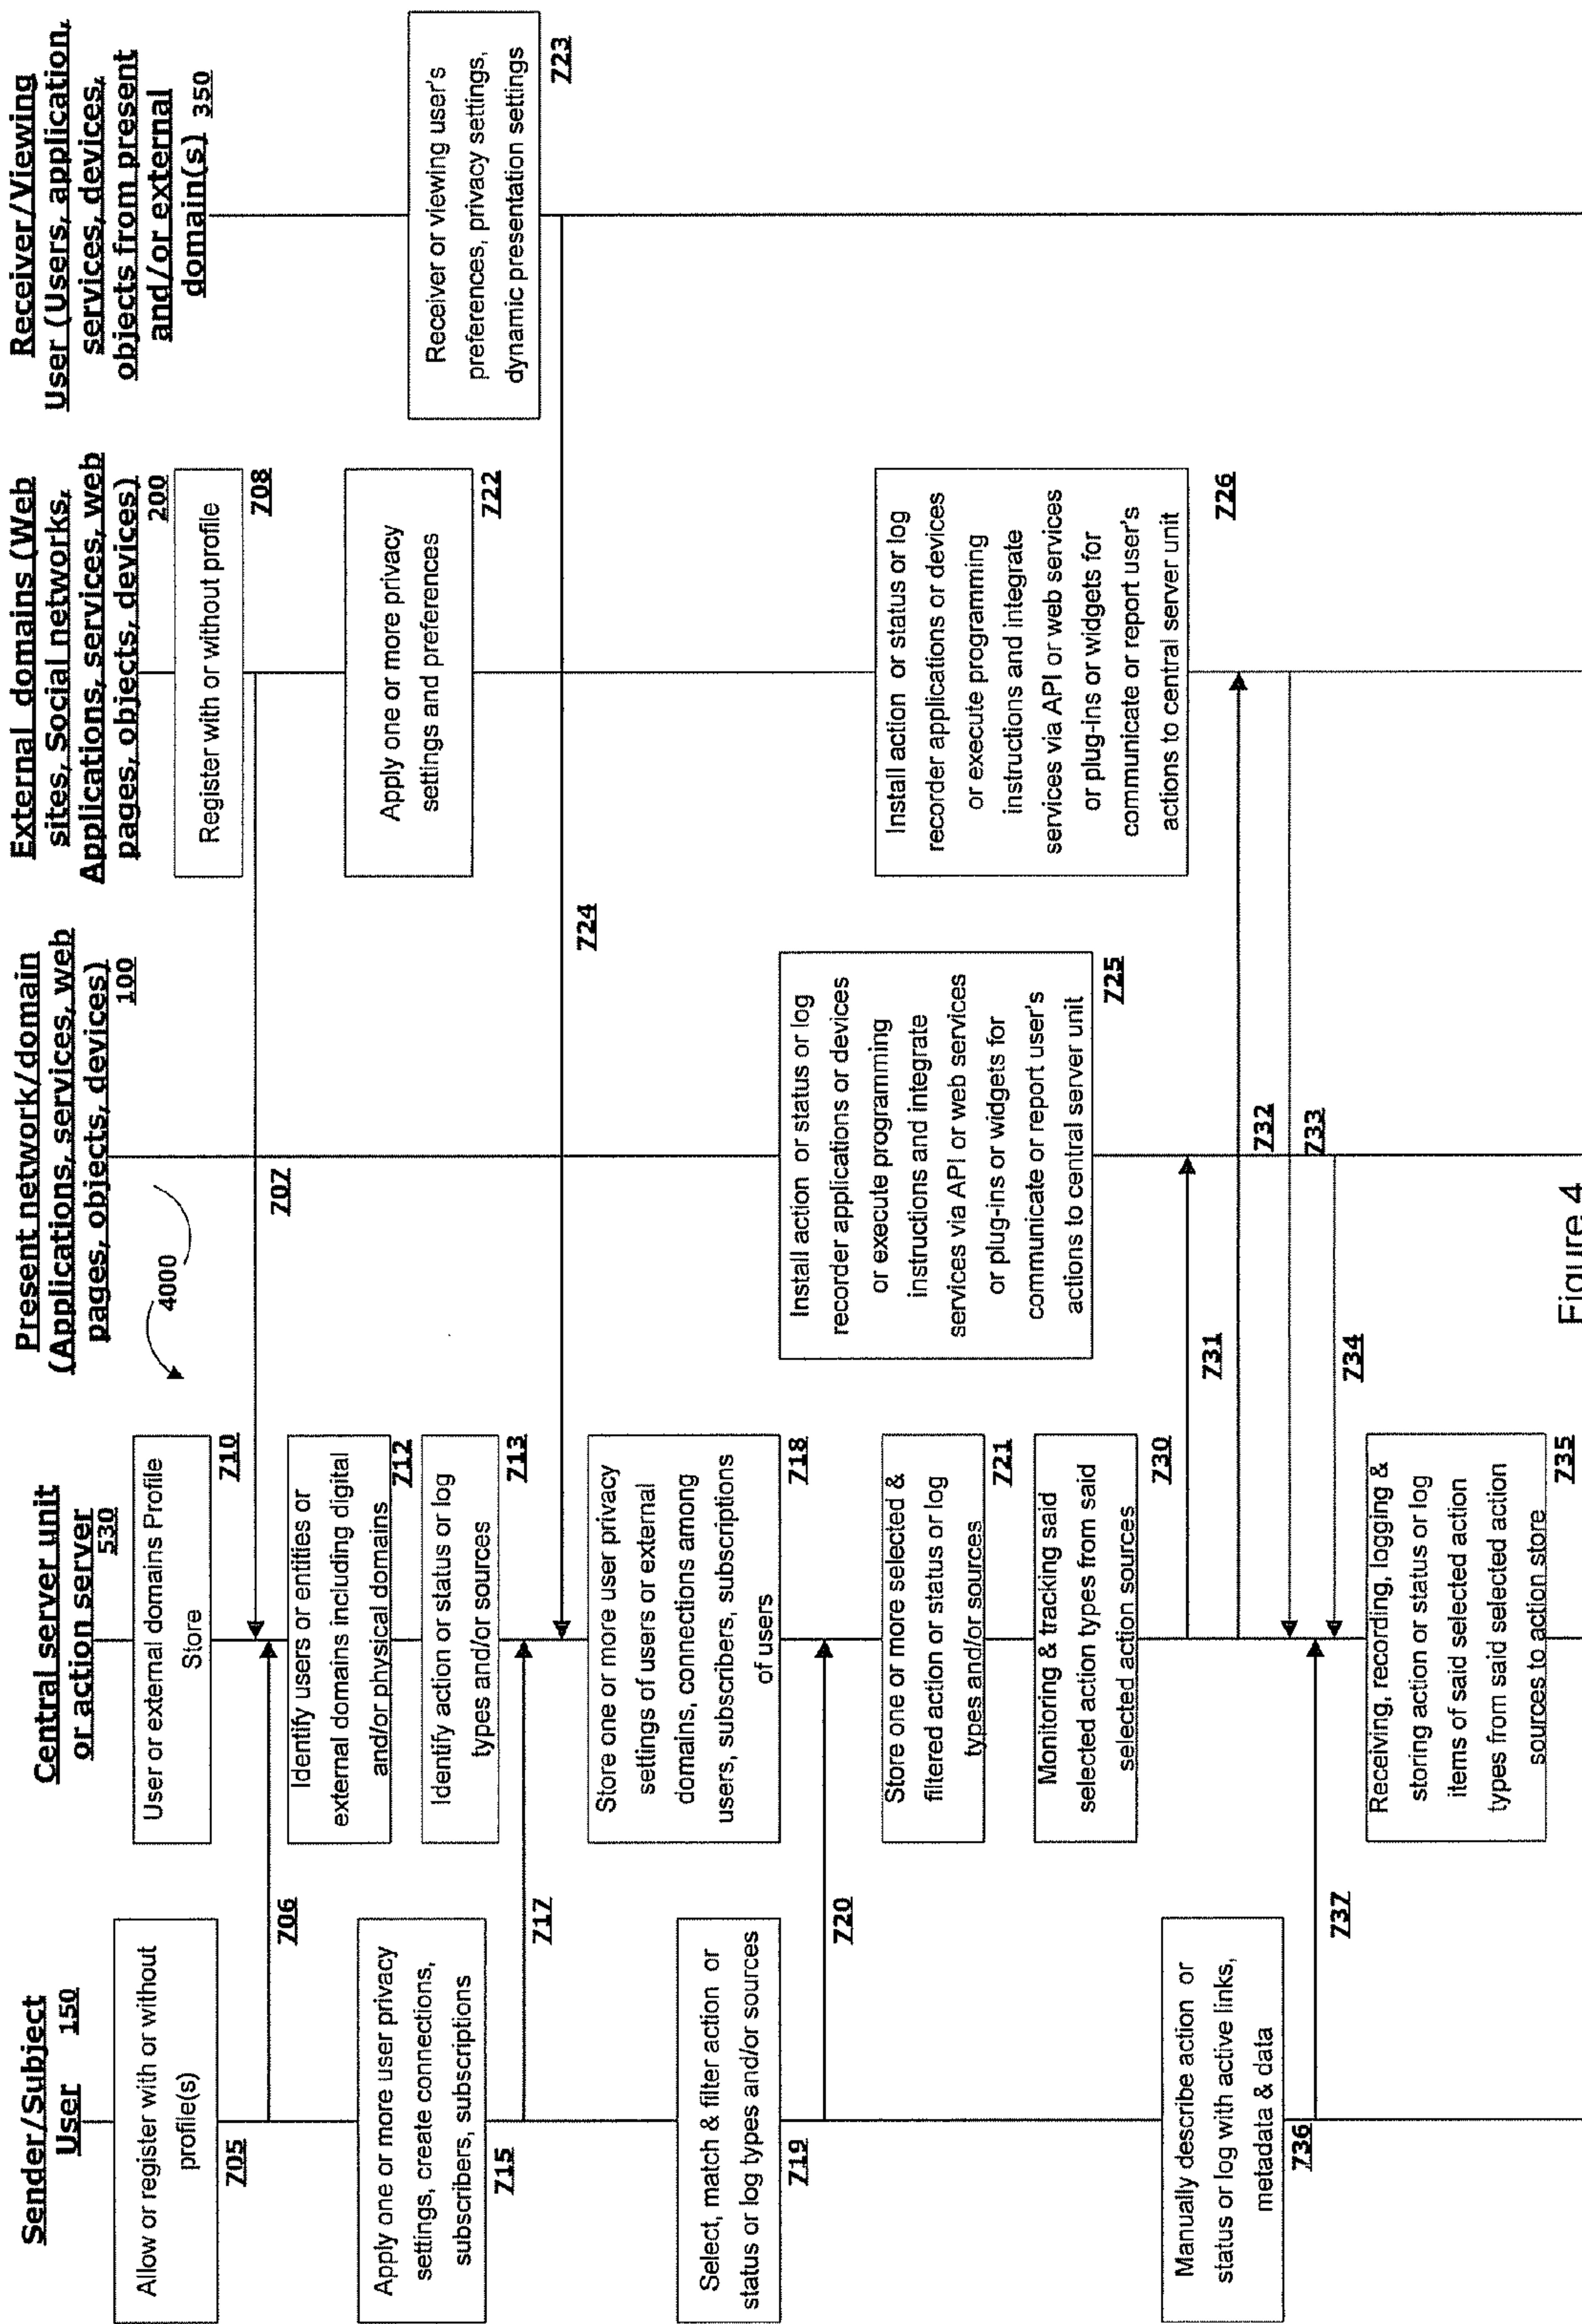 Sender/Subject
User 150
Allow or register with or without
profile(s)
705
706
Apply one or more user privacy
settings, create connections,
subscribers, subscriptions
715
717
Select, match & filter action or
status or log types and/or sources
719
720
Manually describe action or
status or log with active links,
metadata & data
736
737
Central server unit
or action server
530
User or external domains Profile
Store
710
Identify users or entities or
external domains including digital
and/or physical domains
712
Identify action or status or log
types and/or sources
713
Store one or more user privacy
settings of users or external
domains, connections among
users, subscribers, subscriptions
of users
718
Store one or more selected &
filtered action or status or log
types and/or sources
721
Monitoring & tracking said
selected action types from said
selected action sources
730
Receiving, recording, logging &
storing action or status or log
items of said selected action
types from said selected action
sources to action store
735
Present network/domain
(Applications, services, web
pages, objects, devices)
100
4000
707
Install action or status or log
recorder applications or devices
or execute programming
instructions and integrate
services via API or web services
or plug-ins or widgets for
communicate or report user's
actions to central server unit
725
731
732
733
734
External domains (Web
sites, Social networks,
Applications, services, web
pages, objects, devices)
200
Register with or without profile
708
Apply one or more privacy
settings and preferences
722
724
Install action or status or log
recorder applications or devices
or execute programming
instructions and integrate
services via API or web services
or plug-ins or widgets for
communicate or report user's
actions to central server unit
726
Receiver/Viewing
User (Users, application,
services, devices,
objects from present
and/or external
domain(s) 350
Receiver or viewing user's
preferences, privacy settings,
dynamic presentation settings
723
Figure 4